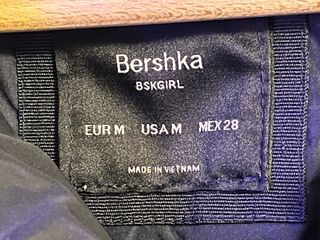 Bershka
BSKGIRL
EUR M USA M MEX 28
MADE IN VIETNAM